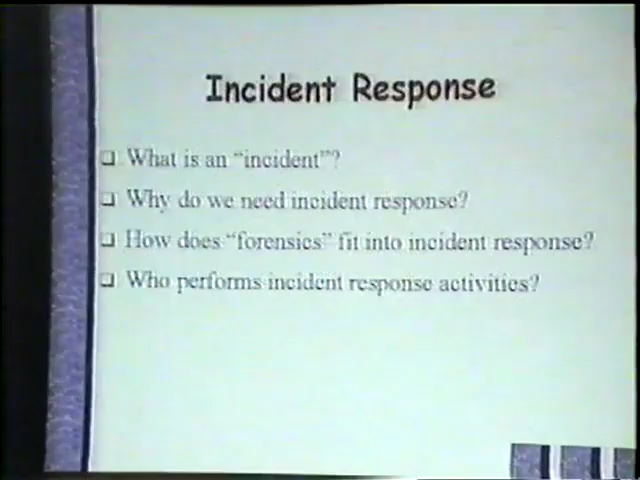 Incident Response
What is an "incident"?
Why do we need incident response?
How does "forensics" fit into incident response?
Who performs incident response activities?